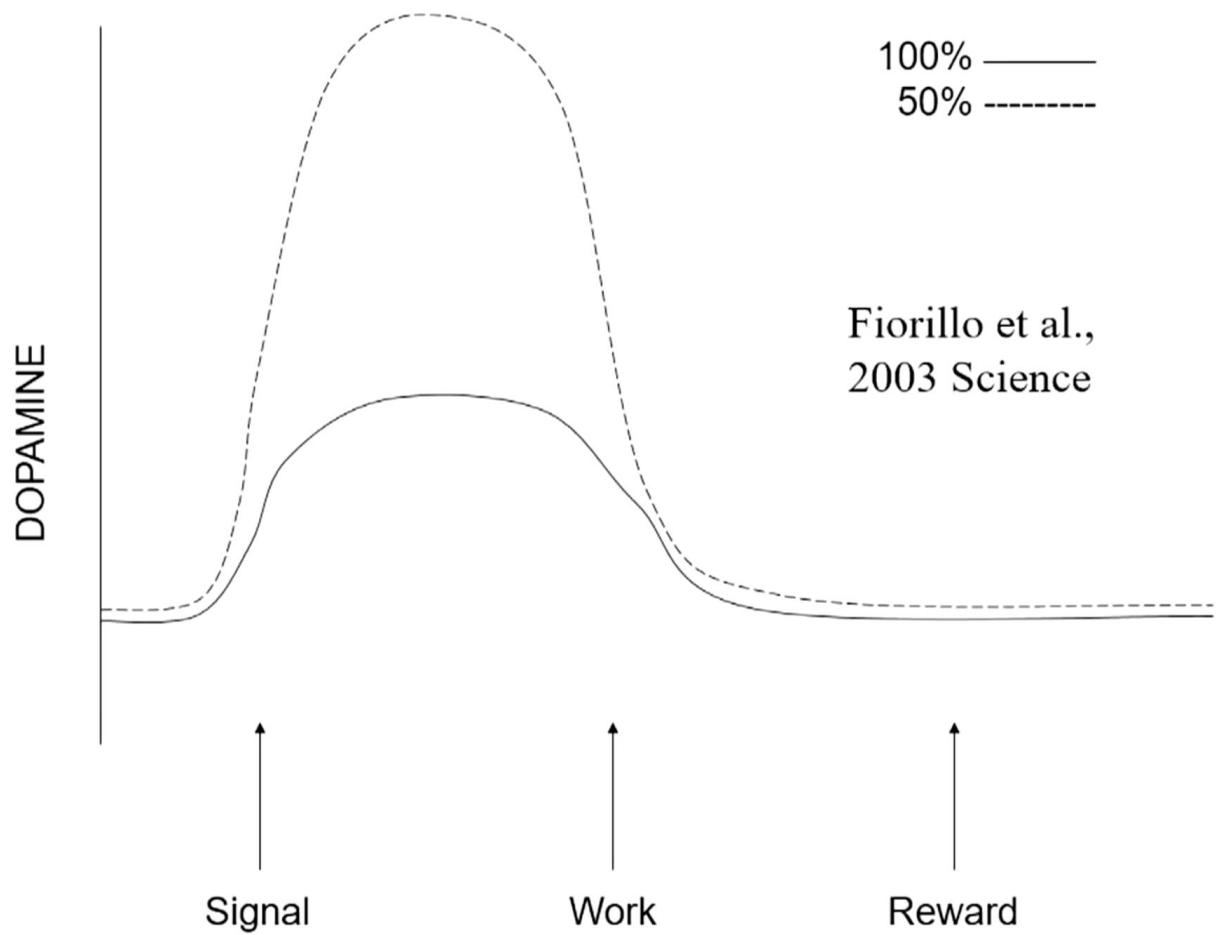 100%
50%
Fiorillo et al.,
2003 Science
DOPAMINE
Signal
Work
Reward